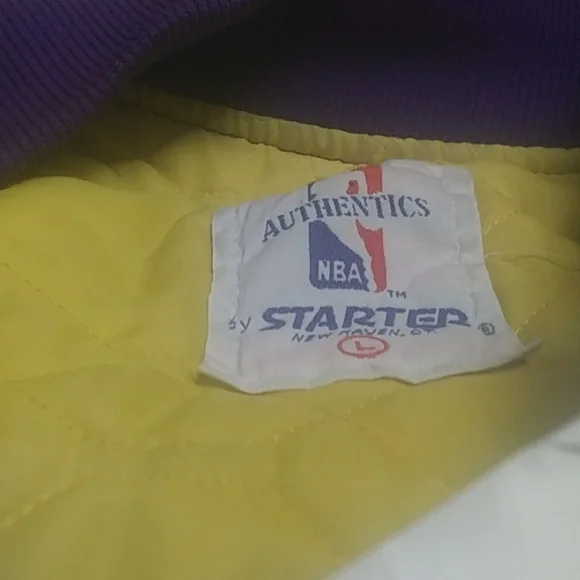 AUTHENTICS
NBA
TM
by STARTER ®
NEW HAVEN, CT
L